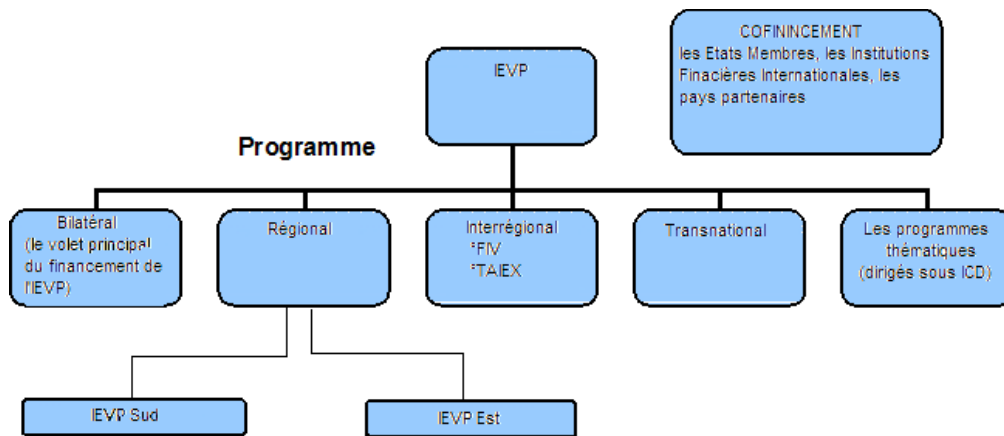 IEVP
COFININCEMENT
les Etats Membres, les Institutions
Finacières Internationales, les
pays partenaires
Programme
Bilatéral
(le volet principal
du financement de
l'IEVP)
Régional
Interrégional
*FIV
*TAIEX
Transnational
Les programmes
thématiques
(dirigés sous ICD)
IEVP Sud
IEVP Est